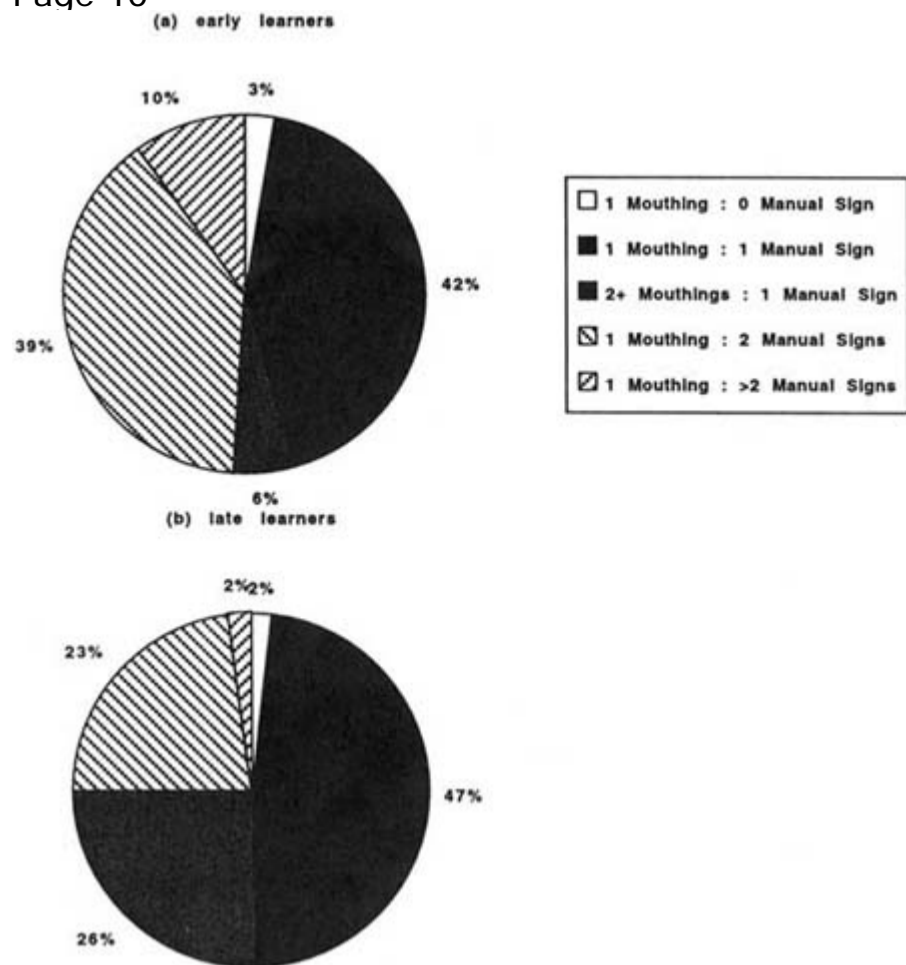 Page 16
(a) early learners
10%
3%
42%
39%
6%
1 Mouthing : 0 Manual Sign
1 Mouthing : 1 Manual Sign
2+ Mouthings : 1 Manual Sign
1 Mouthing : 2 Manual Signs
1 Mouthing : >2 Manual Signs
(b) late learners
2%
2%
23%
47%
26%